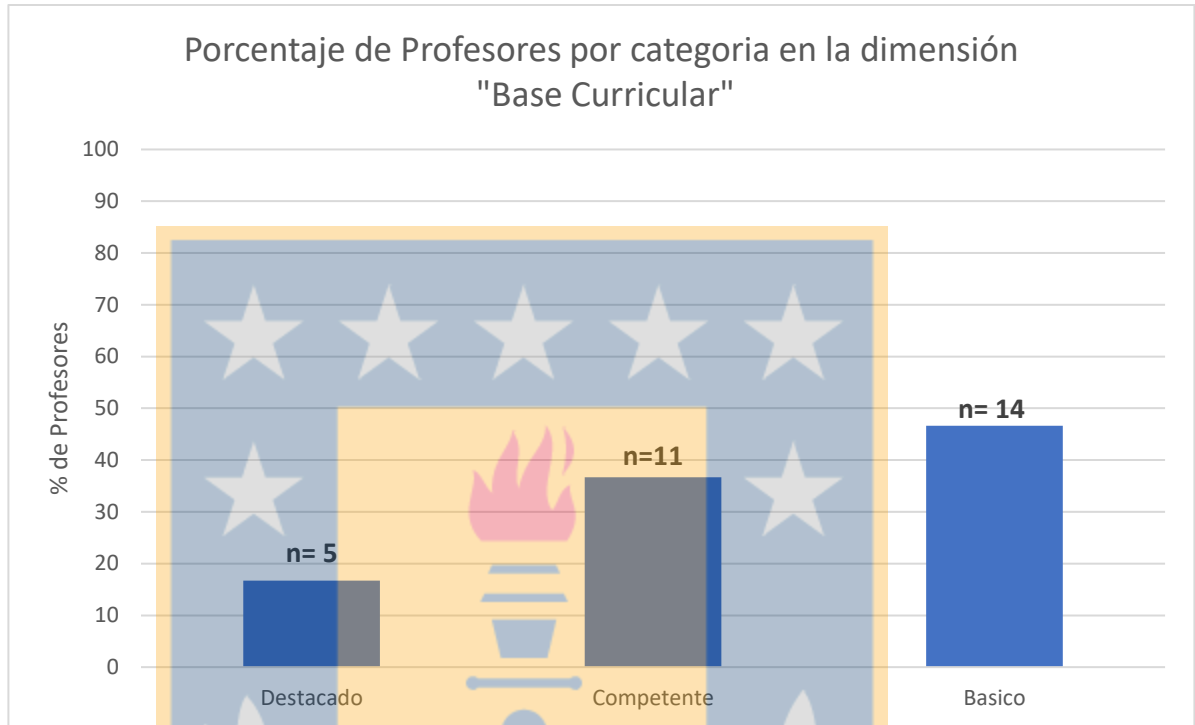 Porcentaje de Profesores por categoria en la dimensión
"Base Curricular"
100
90
80
70
60
50
40
30
20
10
0
% de Profesores
n= 5
n=11
n= 14
Destacado
Competente
Basico